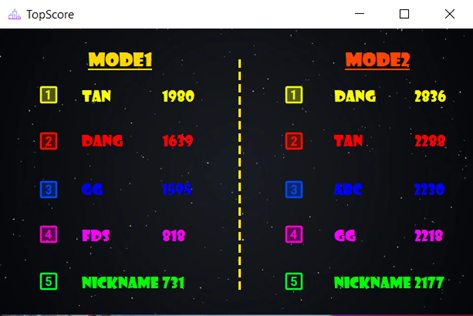 TopScore
MODE1
1 TAN 1980
2 DANG 1639
3 GG 1595
4 FDS 818
5 NICKNAME 731
MODE2
1 DANG 2836
2 TAN 2288
3 ABC 2230
4 GG 2218
5 NICKNAME 2177